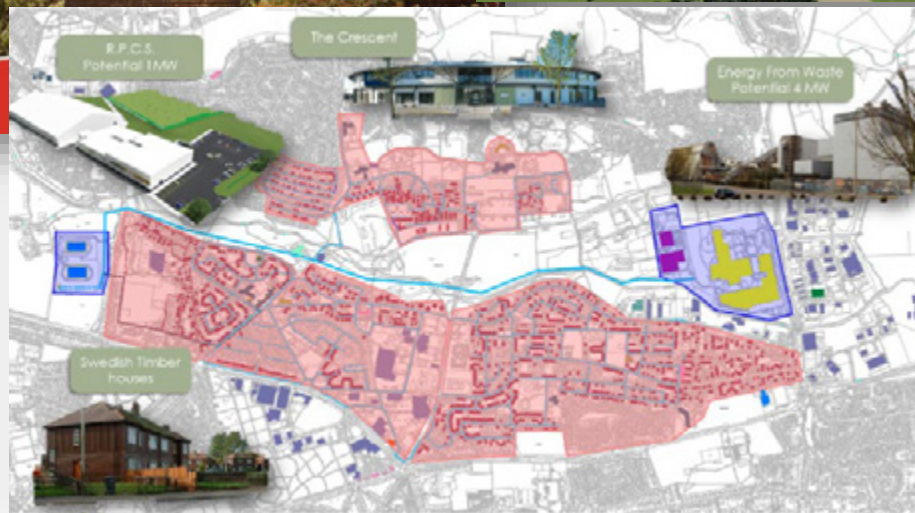 R.P.C.S.
Potential 1MW
The Crescent
Energy From Waste
Potential 4 MW
Swedish Timber
houses